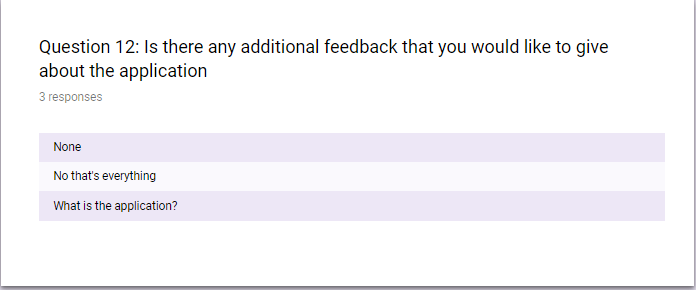 Question 12: Is there any additional feedback that you would like to give
about the application
3 responses
None
No that's everything
What is the application?